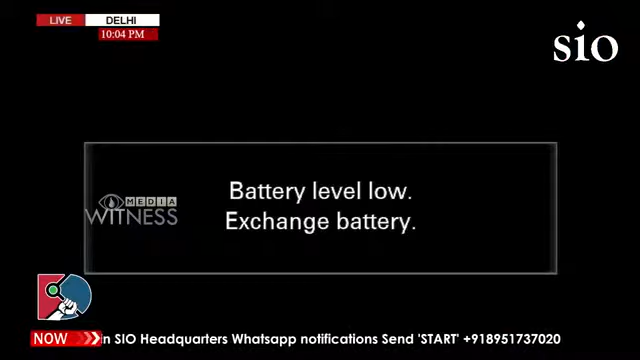 LIVE DELHI
10:04 PM
sio
Battery level low.
MEDIA
WITNESS
Exchange battery.
NOW in SIO Headquarters Whatsapp notifications Send 'START' +918951737020